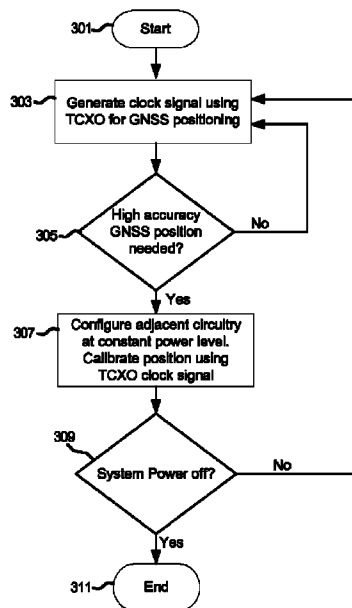 301
Start
303
Generate clock signal using
TCXO for GNSS positioning
305
High accuracy
GNSS position
needed?
No
Yes
307
Configure adjacent circuitry
at constant power level.
Calibrate position using
TCXO clock signal
309
System Power off?
No
Yes
311
End